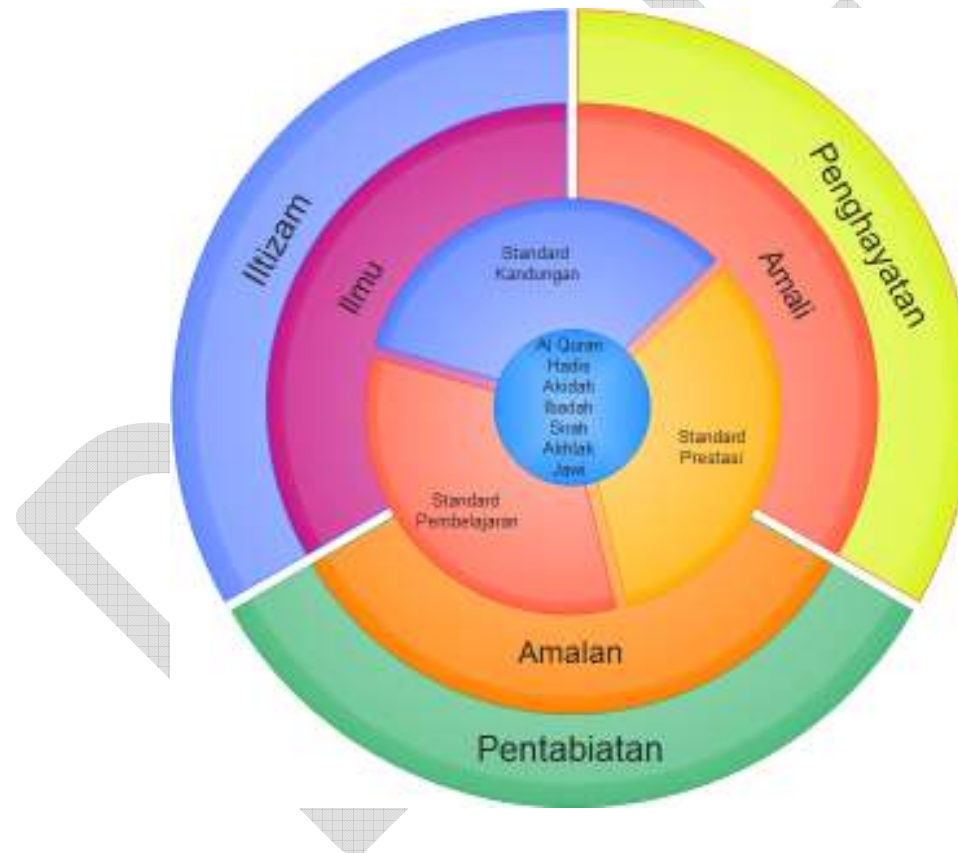 Iltizam
Penghayatan
Ilmu
Amali
Standard
Kandungan
Al Quran
Hadis
Akidah
Ibadah
Sirah
Akhlak
Jawi
Standard
Prestasi
Standard
Pembelajaran
Amalan
Pentabiatan